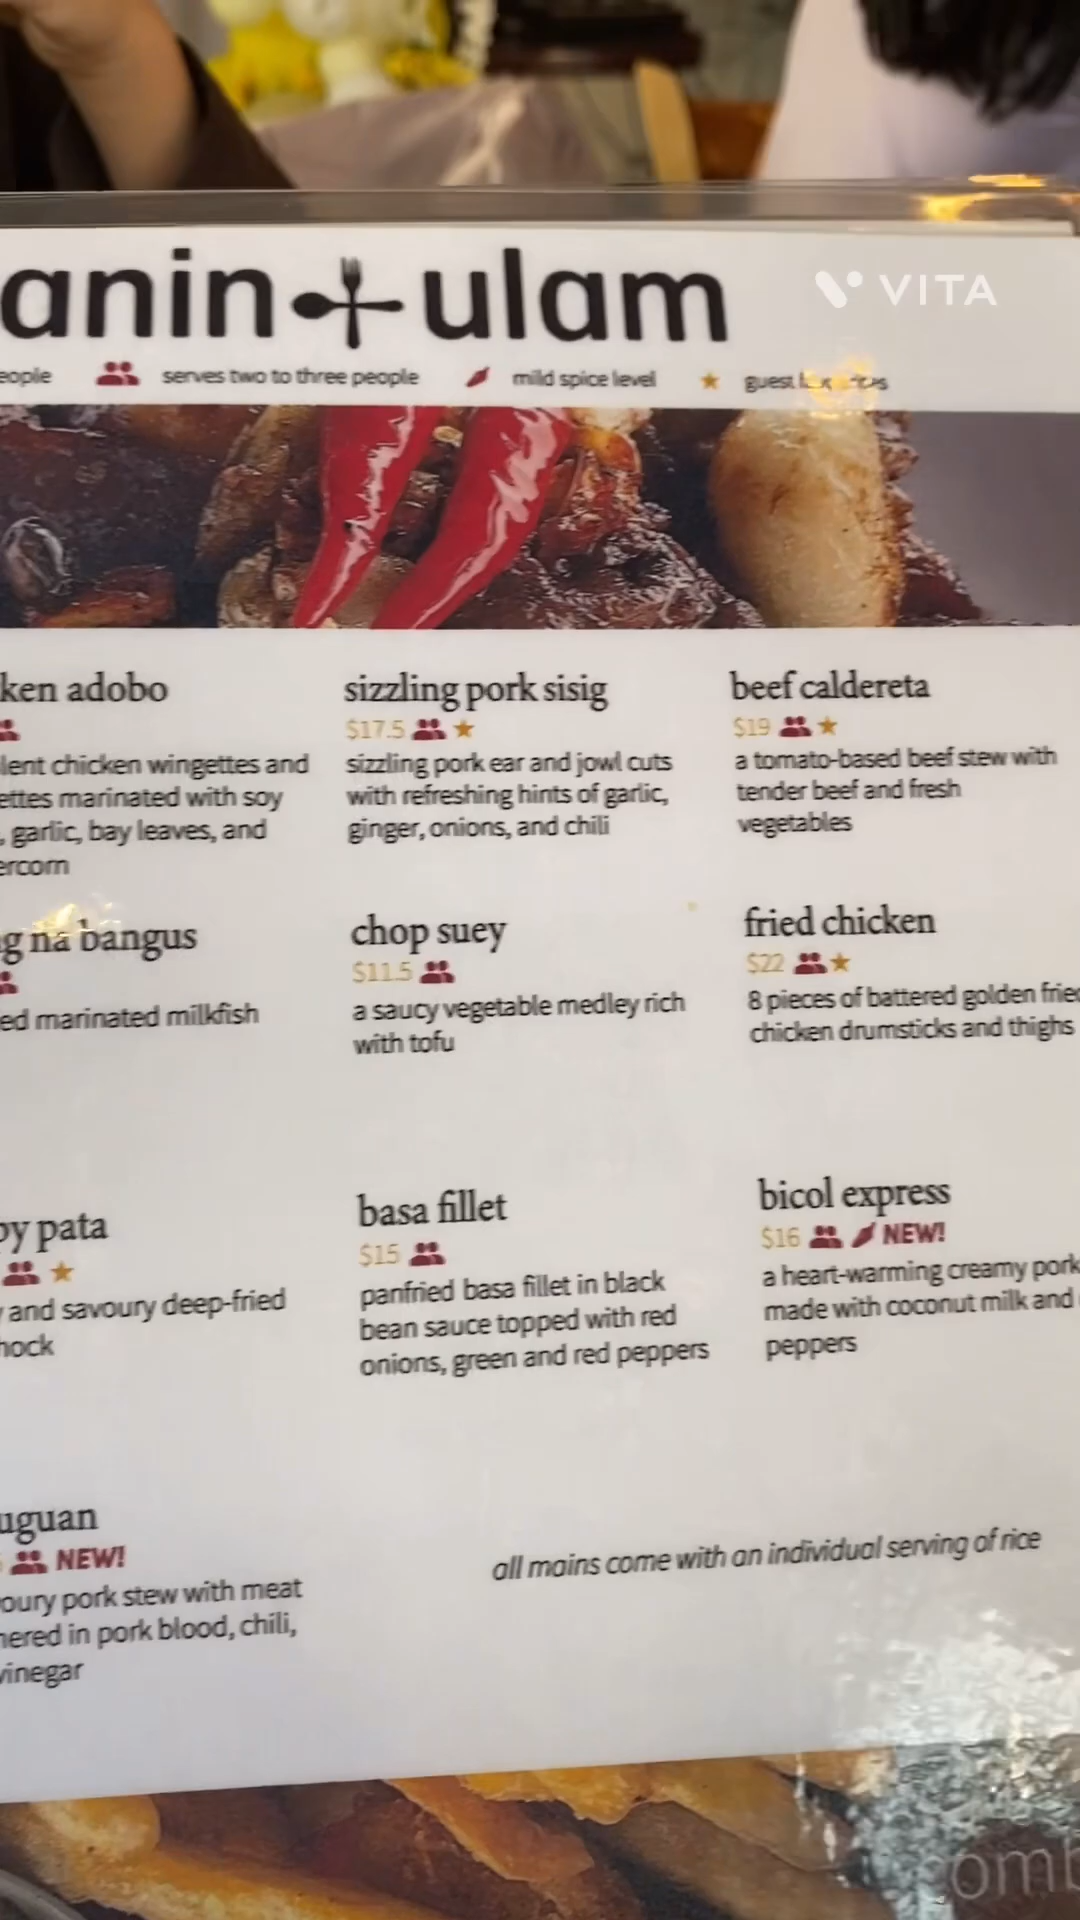 anin+ulam
VITA
eople serves two to three people mild spice level guest
ken adobo
lent chicken wingettes and
ettes marinated with soy
, garlic, bay leaves, and
ercorn
sizzling pork sisig
$17.5
sizzling pork ear and jowl cuts
with refreshing hints of garlic,
ginger, onions, and chili
beef caldereta
$19
a tomato-based beef stew with
tender beef and fresh
vegetables
g na bangus
ed marinated milkfish
chop suey
$11.5
a saucy vegetable medley rich
with tofu
fried chicken
$22
8 pieces of battered golden fried
chicken drumsticks and thighs
py pata
and savoury deep-fried
hock
basa fillet
$15
panfried basa fillet in black
bean sauce topped with red
onions, green and red peppers
bicol express
$16 NEW!
a heart-warming creamy pork
made with coconut milk and
peppers
uguan
NEW!
oury pork stew with meat
mered in pork blood, chili,
vinegar
all mains come with an individual serving of rice
omb